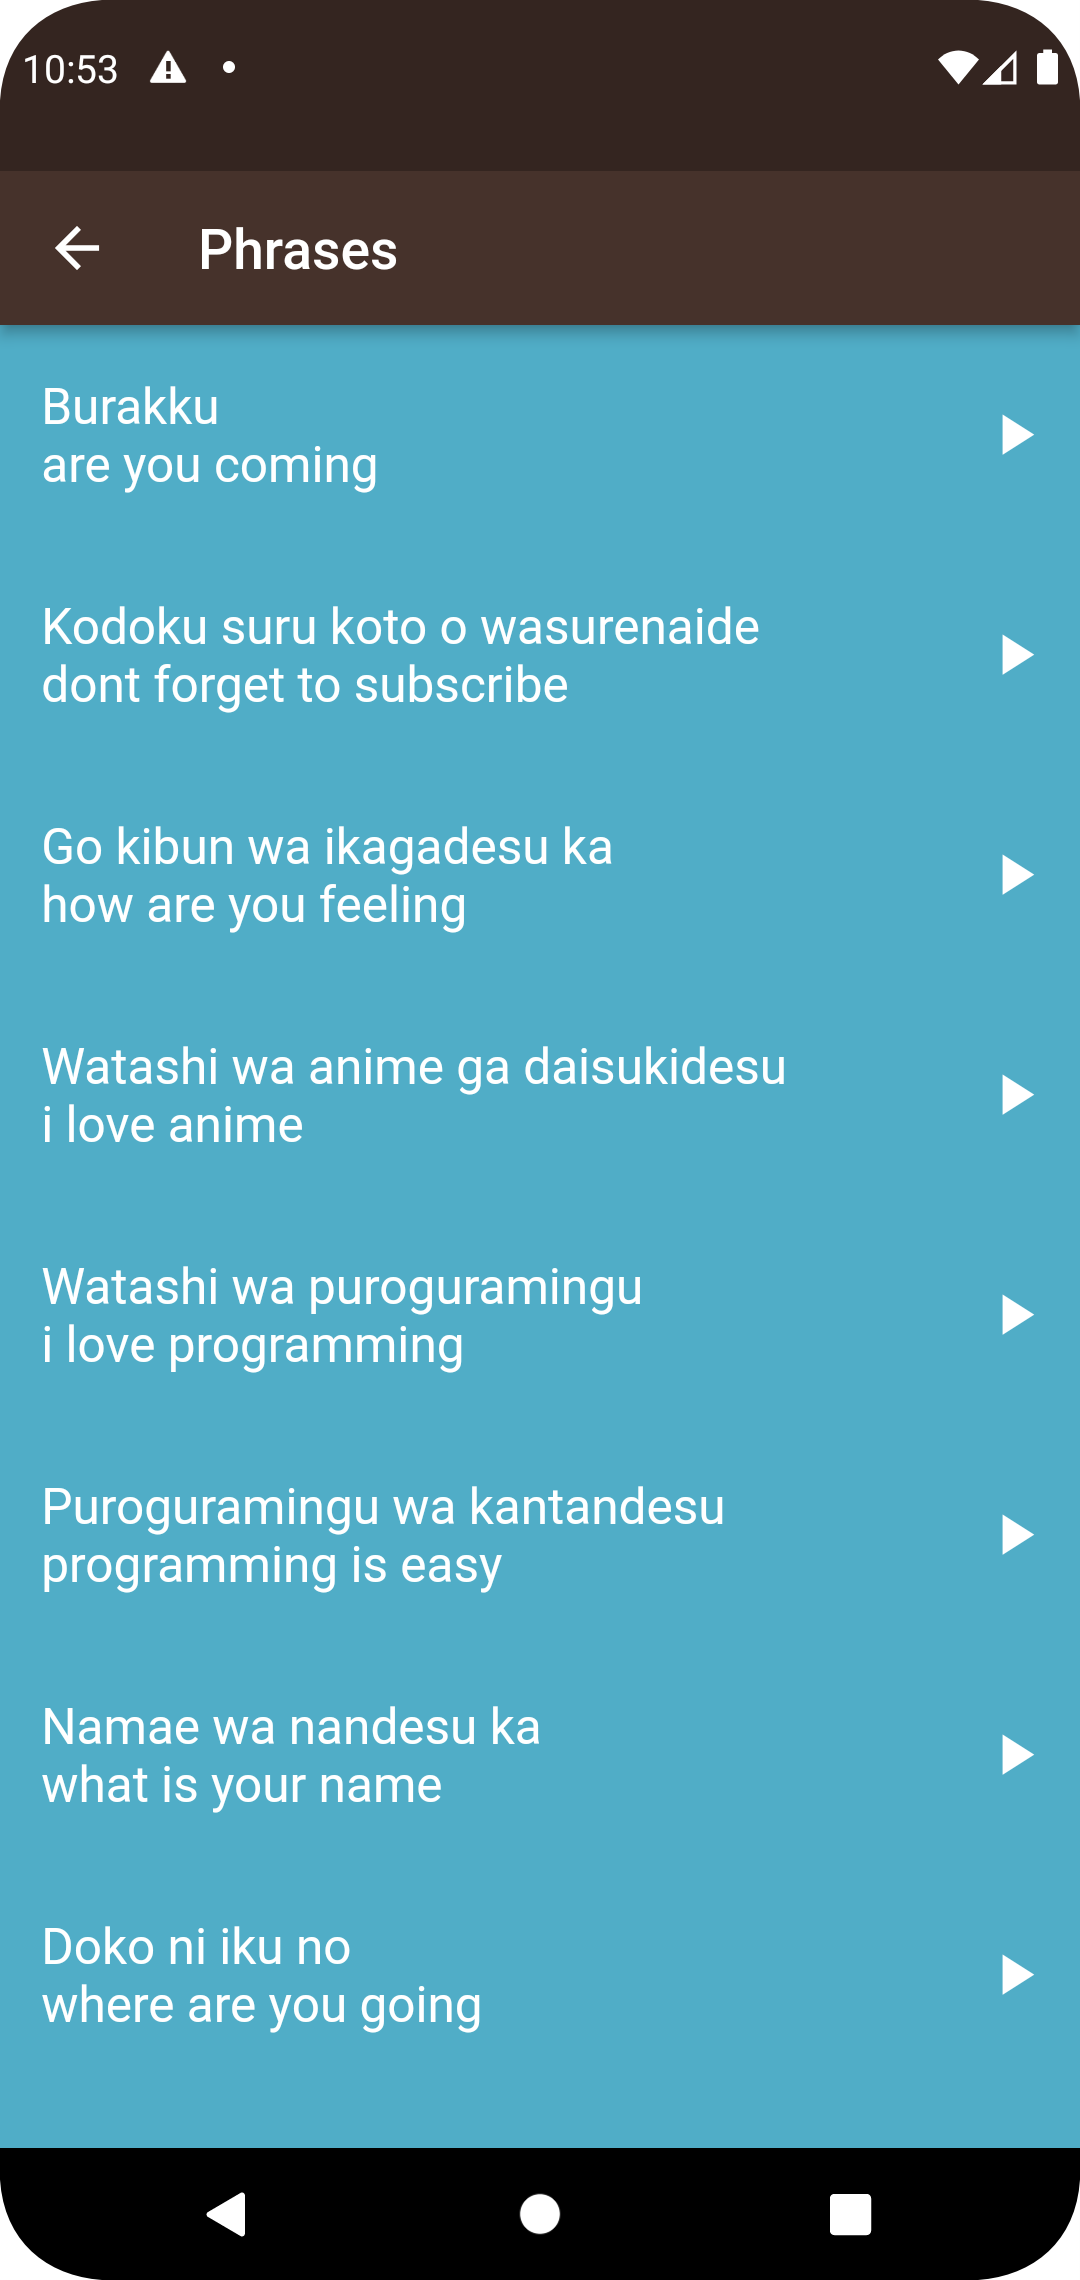 10:53
Phrases
Burakku
are you coming
Kodoku suru koto o wasurenaide
dont forget to subscribe
Go kibun wa ikagadesu ka
how are you feeling
Watashi wa anime ga daisukidesu
i love anime
Watashi wa puroguramingu
i love programming
Puroguramingu wa kantandesu
programming is easy
Namae wa nandesu ka
what is your name
Doko ni iku no
where are you going